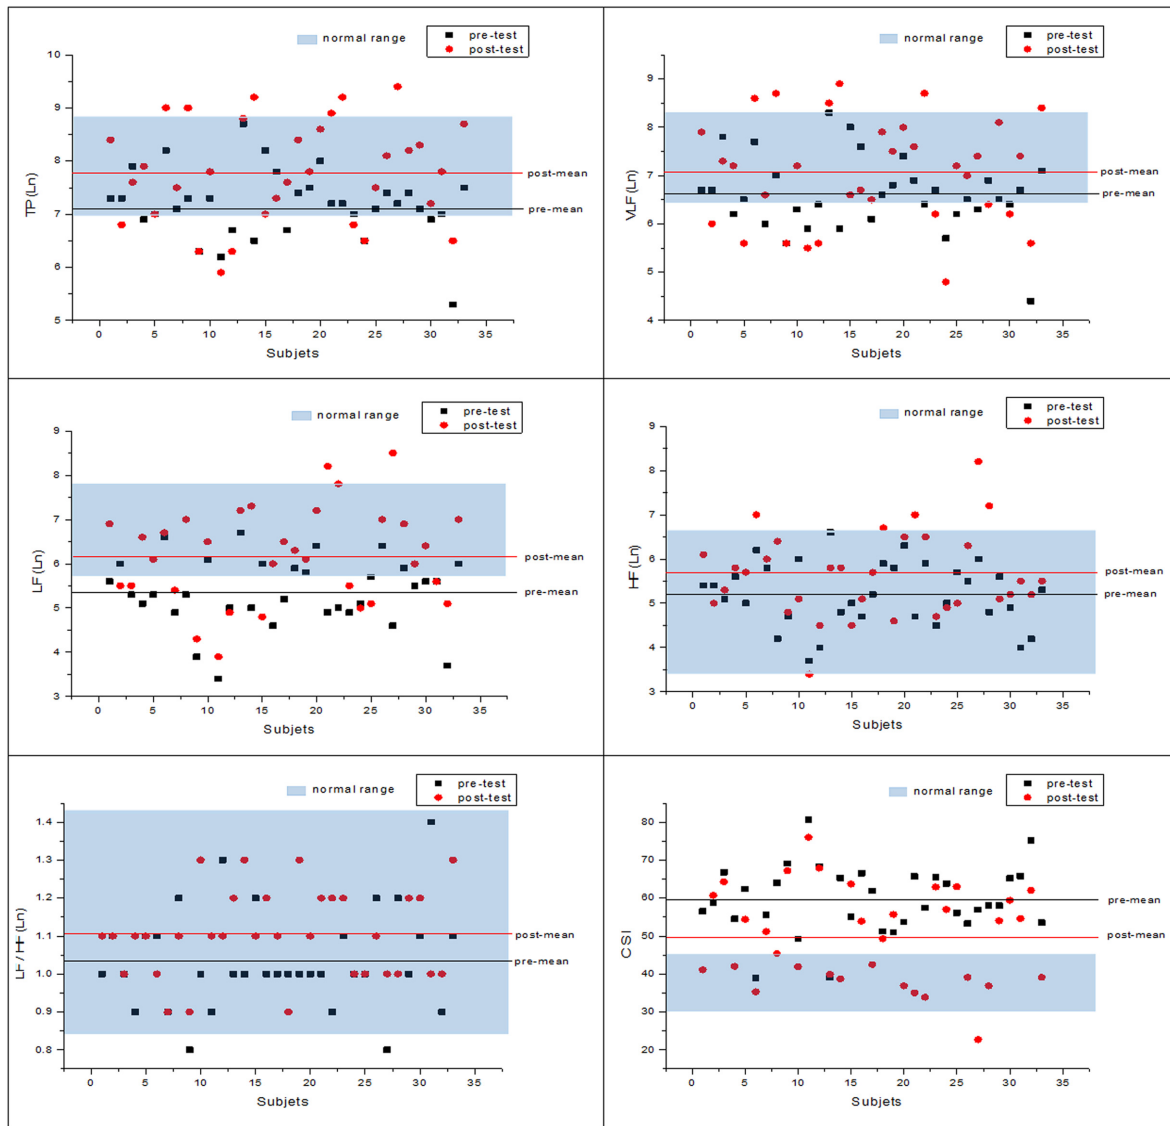 normal range
pre-test
post-test
TP (Ln)
10
9
8
7
6
5
post-mean
pre-mean
0 5 10 15 20 25 30 35
Subjets
normal range
pre-test
post-test
VLF (Ln)
9
8
7
6
5
4
post-mean
pre-mean
0 5 10 15 20 25 30 35
Subjets
normal range
pre-test
post-test
LF (Ln)
9
8
7
6
5
4
3
post-mean
pre-mean
0 5 10 15 20 25 30 35
Subjets
normal range
pre-test
post-test
HF (Ln)
9
8
7
6
5
4
3
post-mean
pre-mean
0 5 10 15 20 25 30 35
Subjets
normal range
pre-test
post-test
LF / HF (Ln)
1.4
1.3
1.2
1.1
1.0
0.9
0.8
post-mean
pre-mean
0 5 10 15 20 25 30 35
Subjets
normal range
pre-test
post-test
CSI
80
70
60
50
40
30
20
pre-mean
post-mean
0 5 10 15 20 25 30 35
Subjets